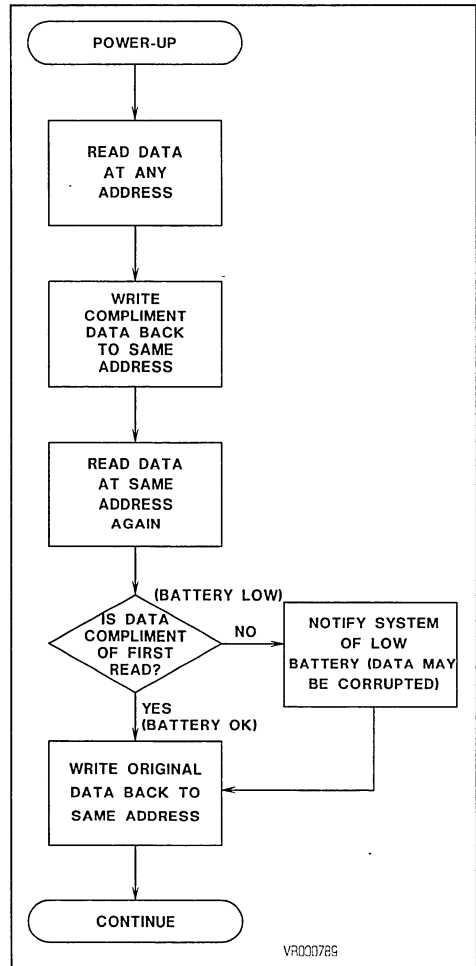 POWER-UP
READ DATA
AT ANY
ADDRESS
WRITE
COMPLIMENT
DATA BACK
TO SAME
ADDRESS
READ DATA
AT SAME
ADDRESS
AGAIN
(BATTERY LOW)
IS DATA
COMPLIMENT
OF FIRST
READ?
NO
NOTIFY SYSTEM
OF LOW
BATTERY (DATA MAY
BE CORRUPTED)
YES
(BATTERY OK)
WRITE ORIGINAL
DATA BACK TO
SAME ADDRESS
CONTINUE
VR000789